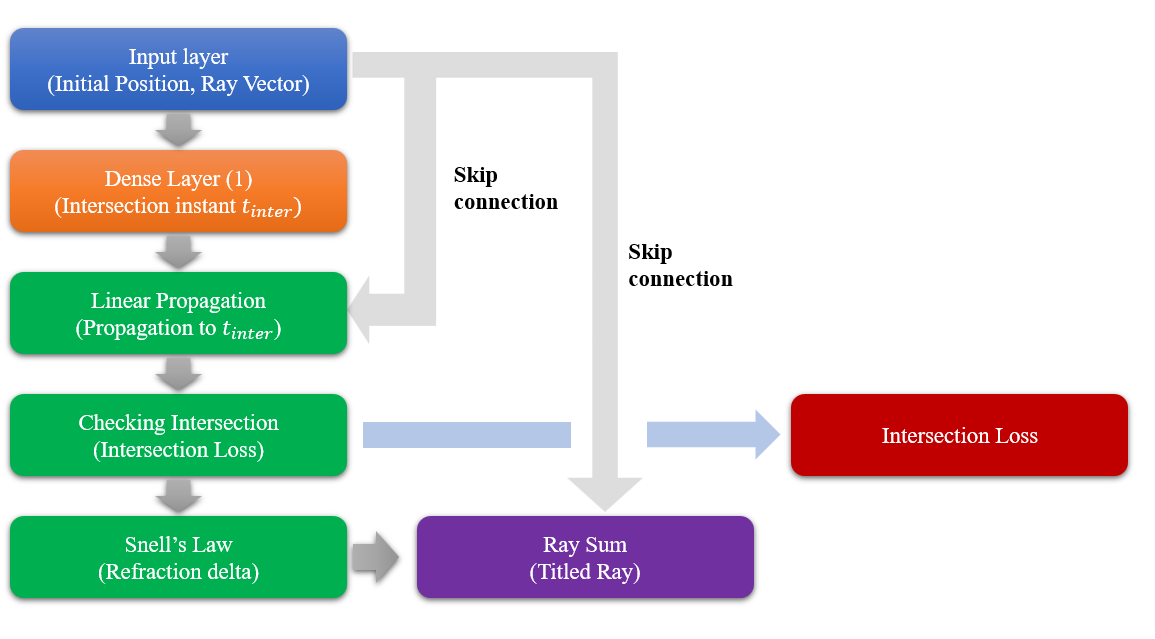 Input layer
(Initial Position, Ray Vector)
Dense Layer (1)
(Intersection instant t_inter)
Skip
connection
Skip
connection
Linear Propagation
(Propagation to t_inter)
Checking Intersection
(Intersection Loss)
Intersection Loss
Snell’s Law
(Refraction delta)
Ray Sum
(Titled Ray)